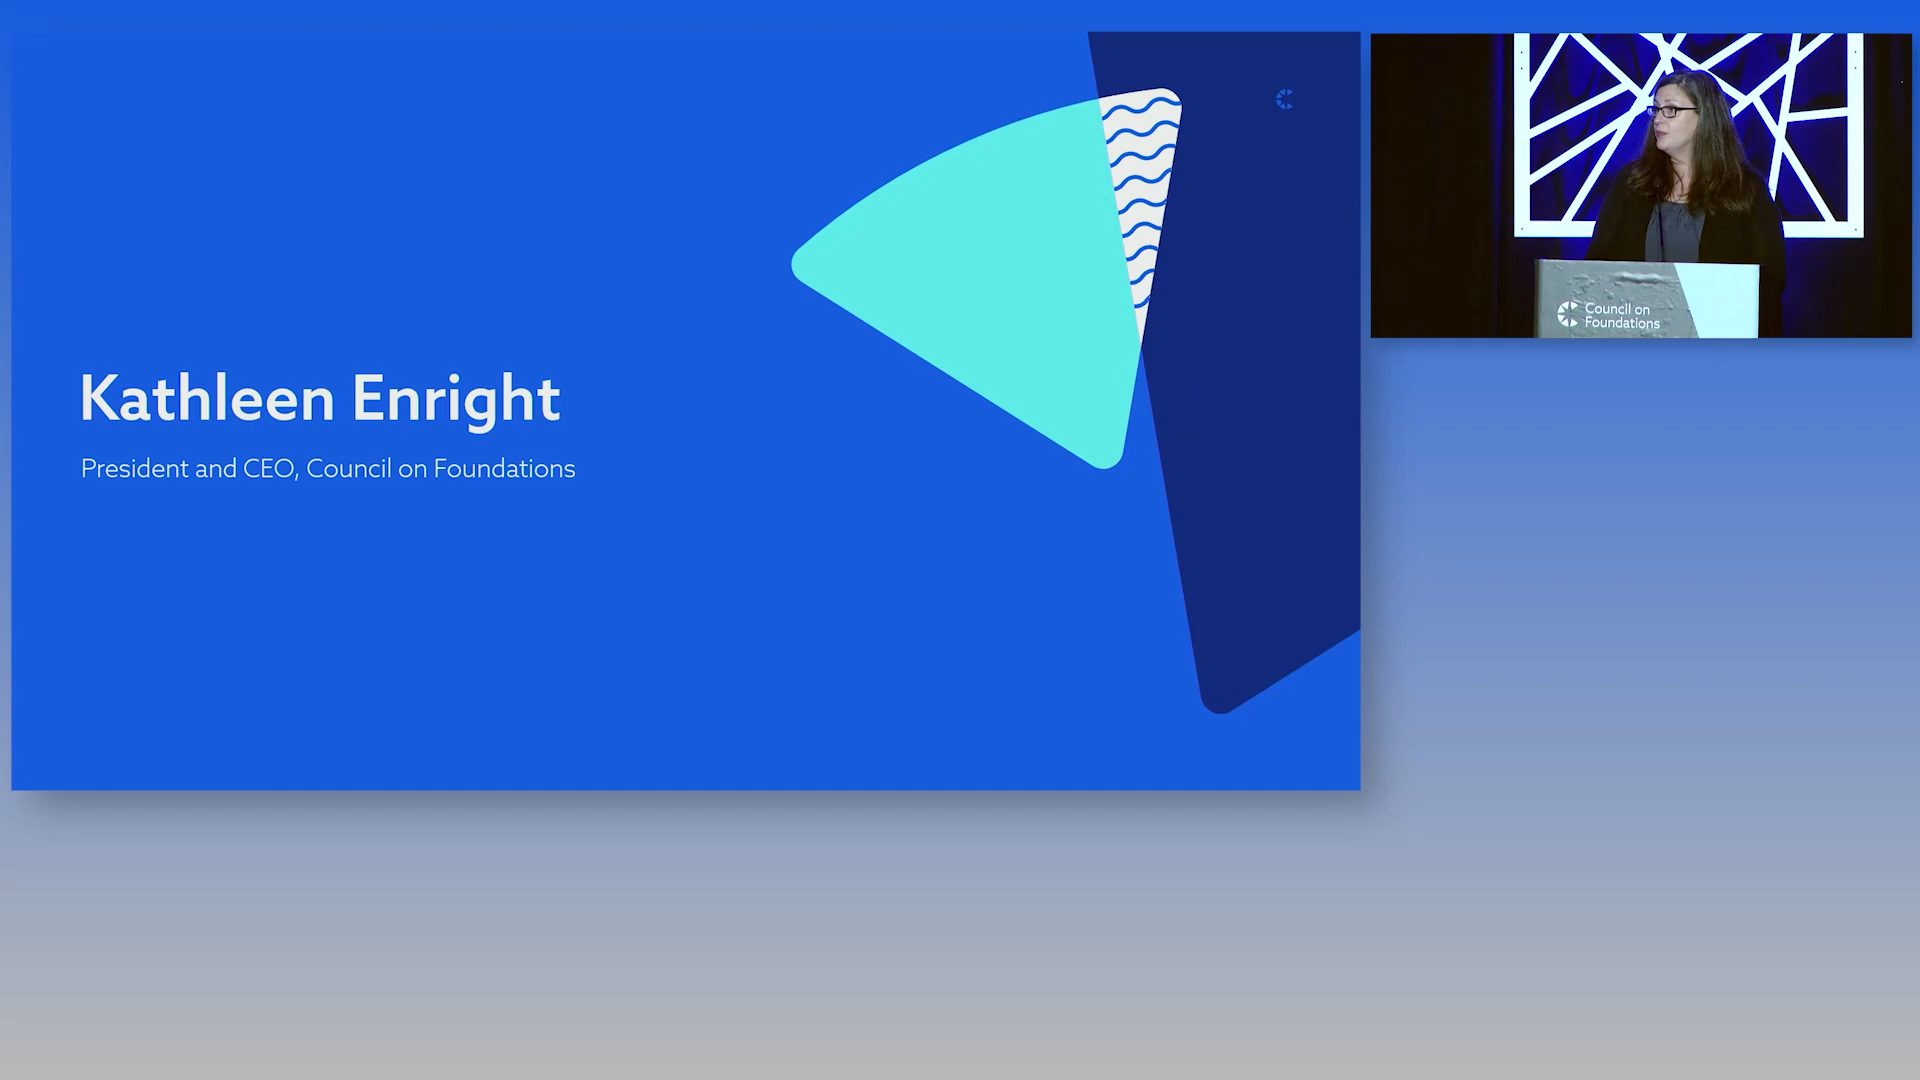 Kathleen Enright
President and CEO, Council on Foundations
Council on
Foundations